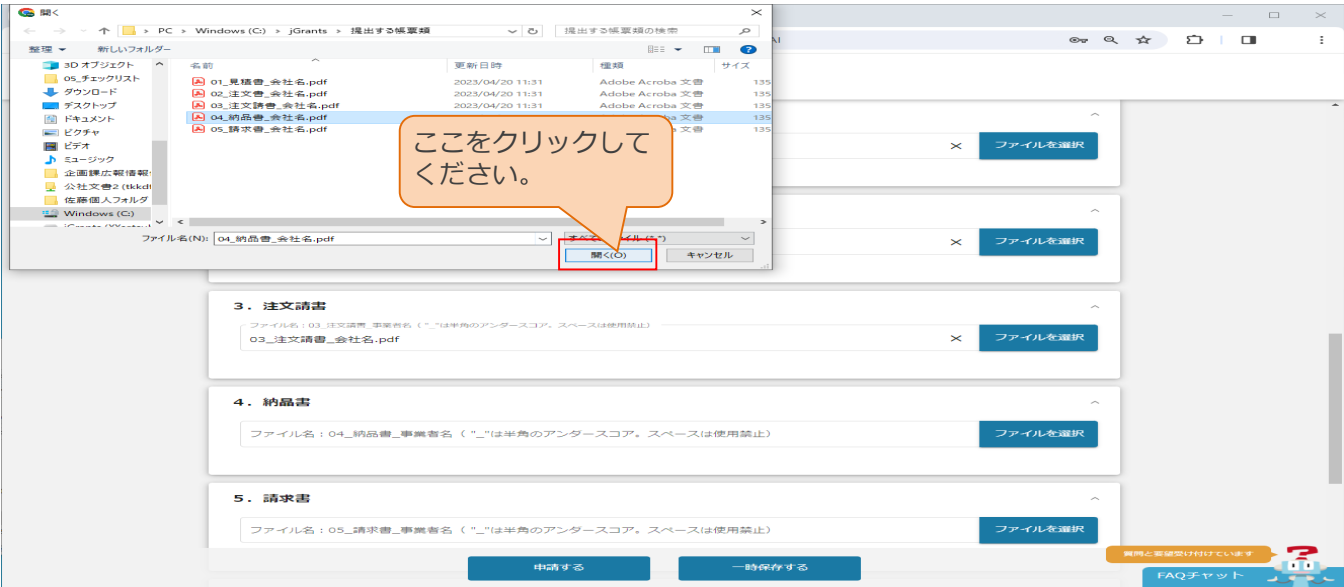 開く
PC > Windows (C:) > jGrants > 提出する帳票類
提出する帳票類の検索
AI
整理
新しいフォルダー
名前
更新日時
種類
サイズ
3D オブジェクト
05_チェックリスト
ダウンロード
デスクトップ
ドキュメント
ピクチャ
ビデオ
ミュージック
企画課広報情報
公社文書2 (tkkd
佐藤個人フォルダ
Windows (C:)
01_見積書_会社名.pdf 2023/04/20 11:31 Adobe Acroba 文書 135
02_注文書_会社名.pdf 2023/04/20 11:31 Adobe Acroba 文書 135
03_注文請書_会社名.pdf 2023/04/20 11:31 Adobe Acroba 文書 135
04_納品書_会社名.pdf ba 文書 135
05_請求書_会社名.pdf 文書 135
ここをクリックして
ください。
ファイル名(N): 04_納品書_会社名.pdf
開く(O)
キャンセル
ファイルを選択
ファイルを選択
3. 注文請書
ファイル名：03_注文請書_事業者名（ "_"は半角のアンダースコア。スペースは使用禁止）
03_注文請書_会社名.pdf
ファイルを選択
4. 納品書
ファイル名：04_納品書_事業者名（ "_"は半角のアンダースコア。スペースは使用禁止）
ファイルを選択
5. 請求書
ファイル名：05_請求書_事業者名（ "_"は半角のアンダースコア。スペースは使用禁止）
ファイルを選択
申請する
一時保存する
質問と要望受け付けています
FAQチャット